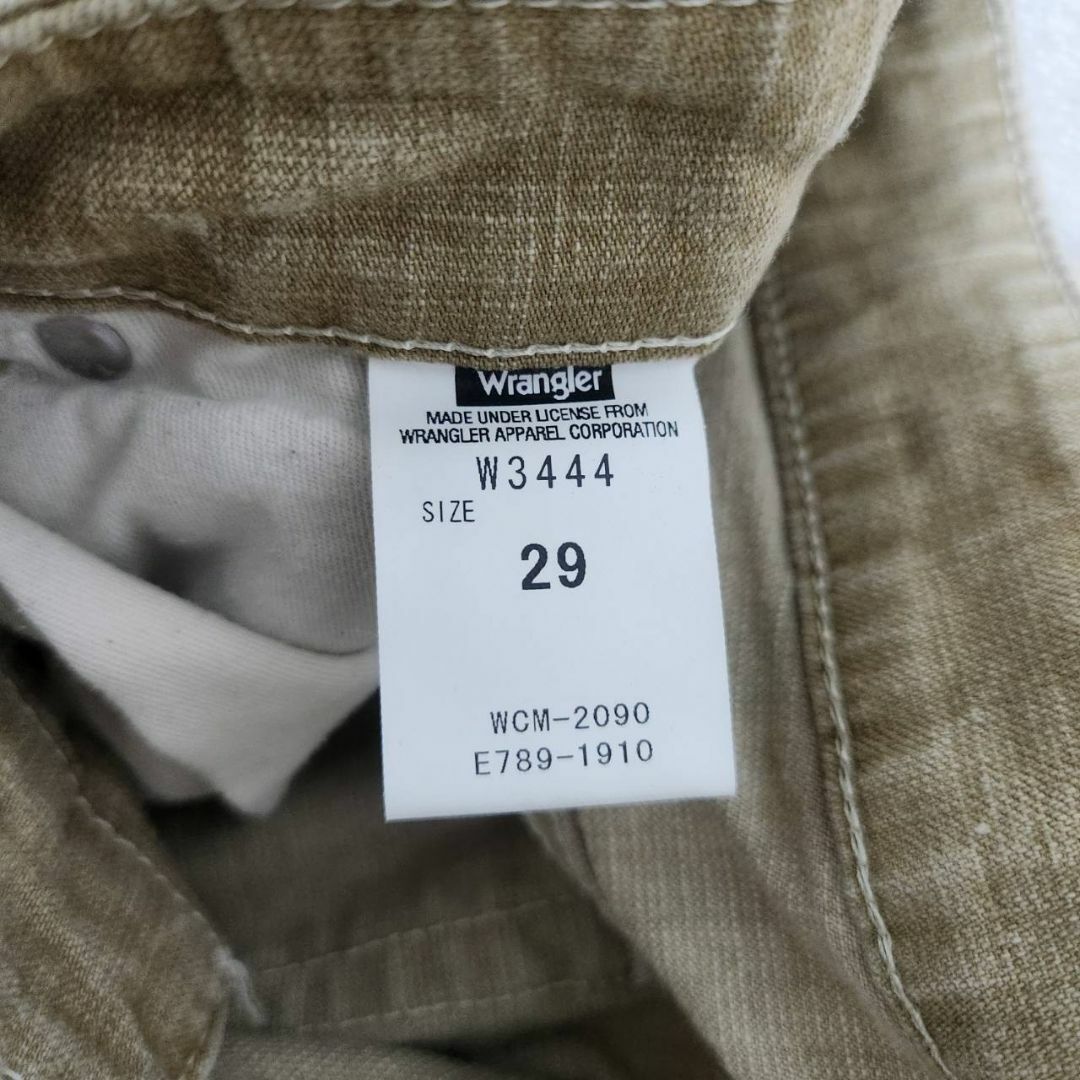 Wrangler
MADE UNDER LICENSE FROM
WRANGLER APPAREL CORPORATION
W3444
SIZE
29
WCM-2090
E789-1910